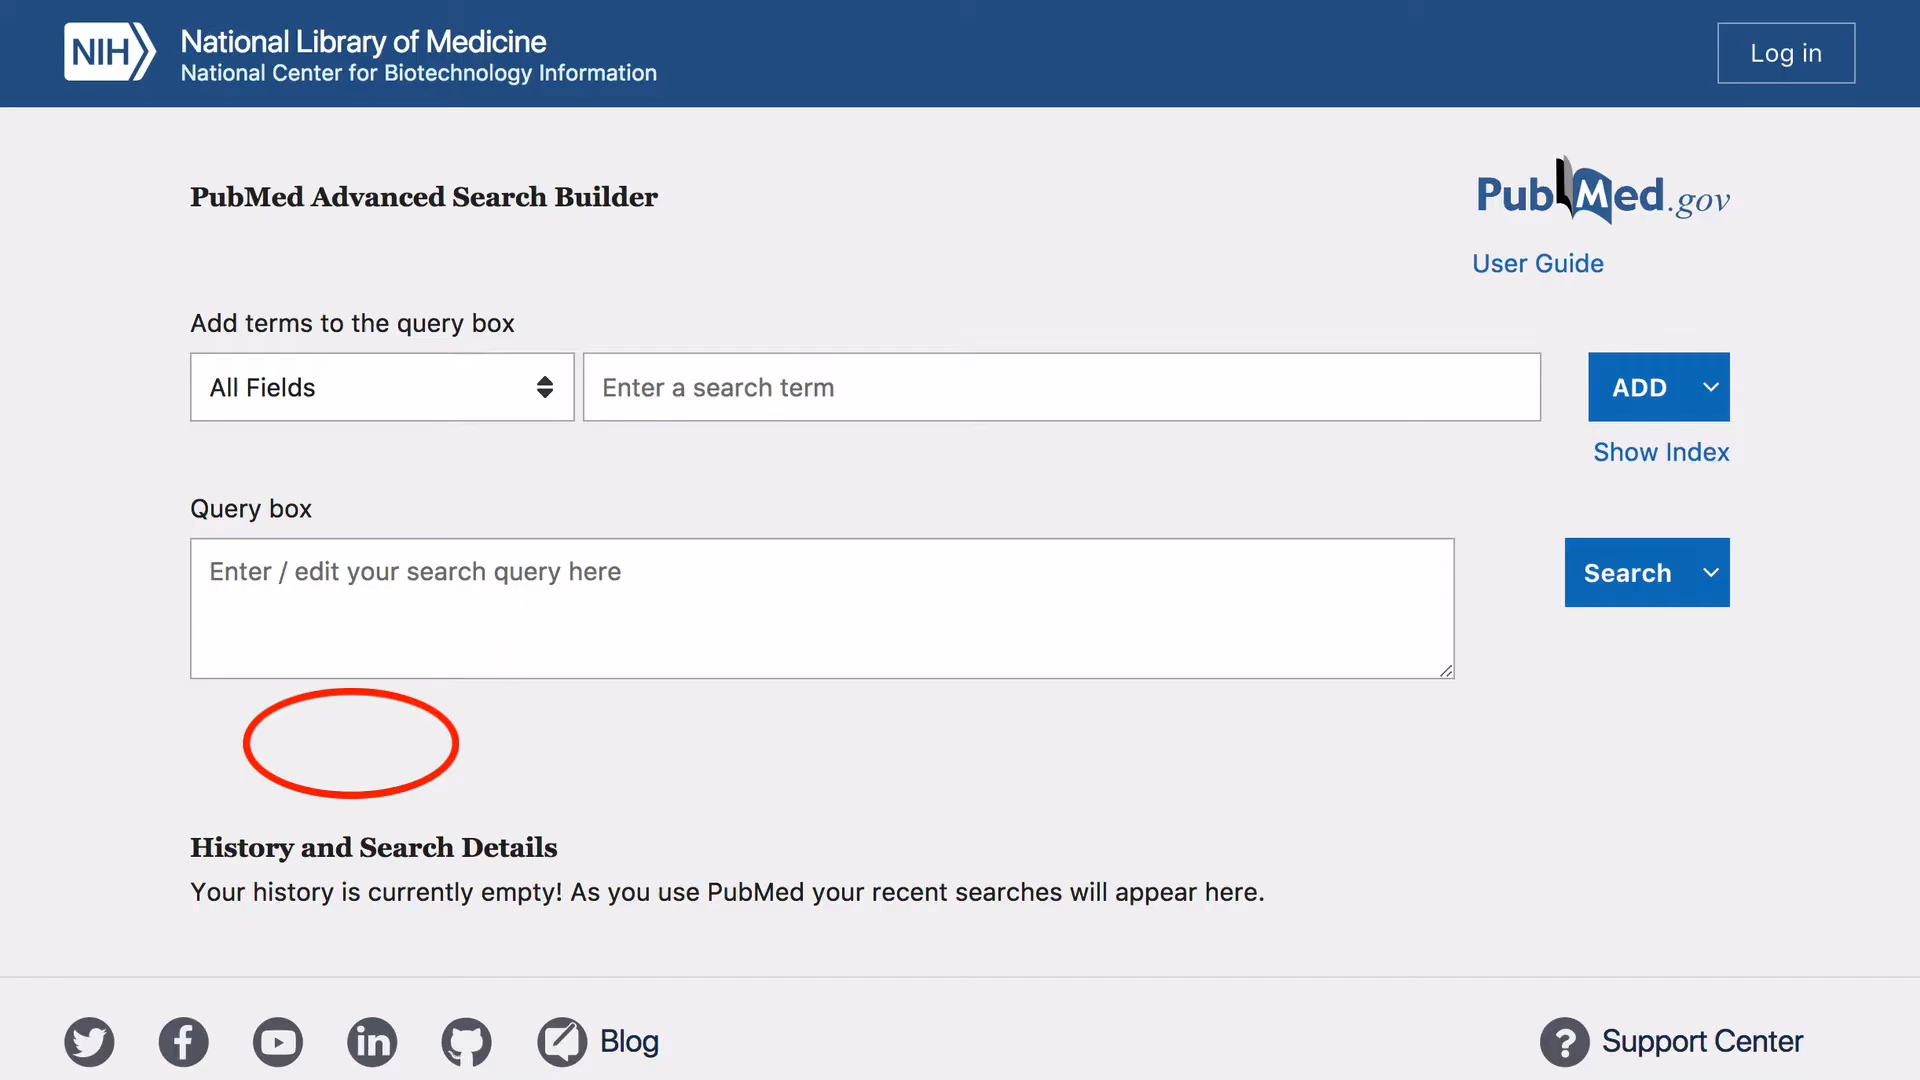 NIH
National Library of Medicine
National Center for Biotechnology Information
Log in
PubMed Advanced Search Builder
PubMed.gov
User Guide
Add terms to the query box
All Fields
Enter a search term
ADD
Show Index
Query box
Enter / edit your search query here
Search
History and Search Details
Your history is currently empty! As you use PubMed your recent searches will appear here.
Blog
Support Center